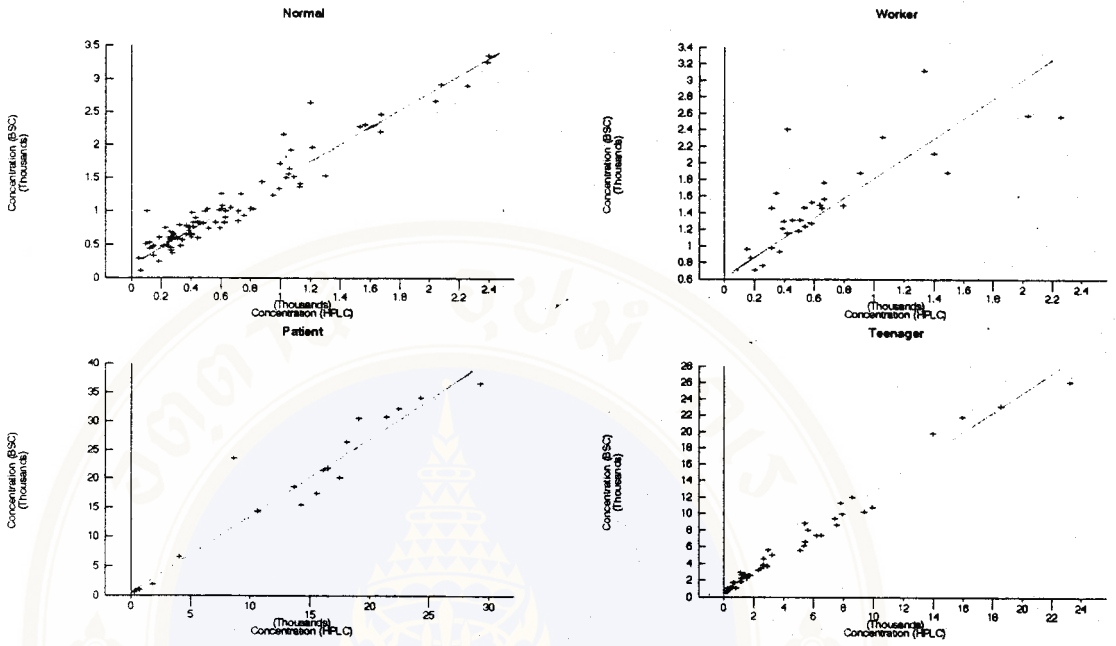 Normal
Concentration (BSC)
(Thousands)
3.5
3
2.5
2
1.5
1
0.5
0
0 0.2 0.4 0.6 0.8 1 1.2 1.4 1.6 1.8 2 2.2 2.4
(Thousands)
Concentration (HPLC)
Worker
Concentration (BSC)
(Thousands)
3.4
3.2
3
2.8
2.6
2.4
2.2
2
1.8
1.6
1.4
1.2
1
0.8
0.6
0 0.2 0.4 0.6 0.8 1 1.2 1.4 1.6 1.8 2 2.2 2.4
(Thousands)
Concentration (HPLC)
Patient
Concentration (BSC)
(Thousands)
40
35
30
25
20
15
10
5
0
0 5 10 15 20 25 30
(Thousands)
Concentration (HPLC)
Teenager
Concentration (BSC)
(Thousands)
28
26
24
22
20
18
16
14
12
10
8
6
4
2
0
2 4 6 8 10 12 14 16 18 20 22 24
(Thousands)
Concentration (HPLC)